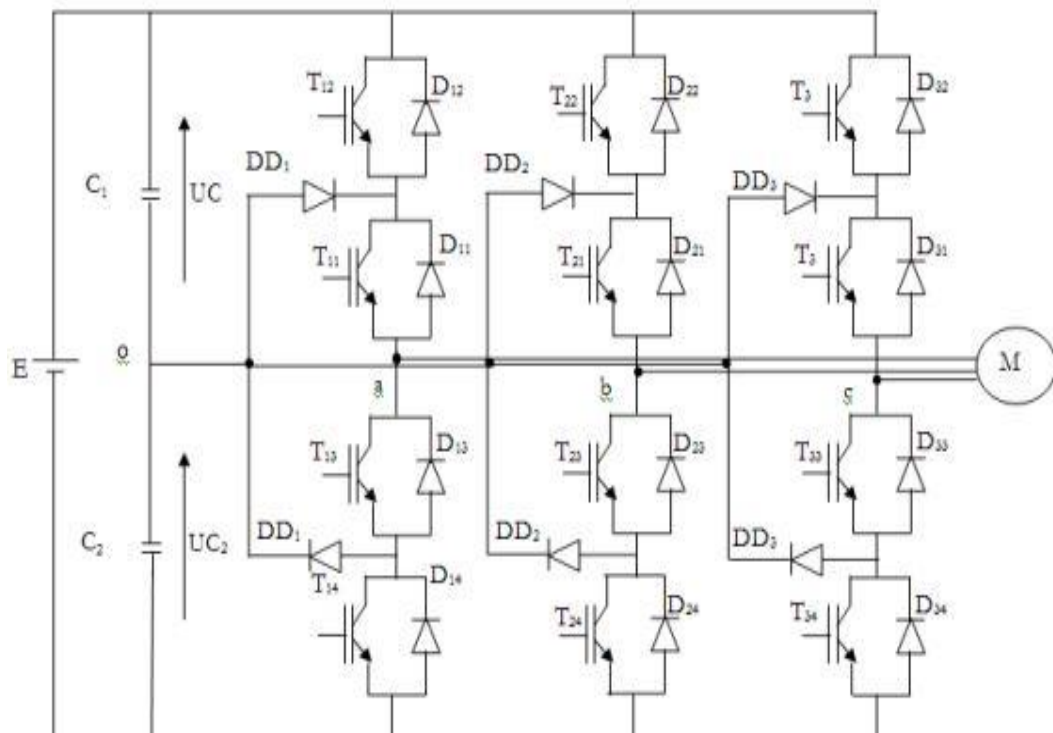 T₁₂ D₁₂ T₂₂ D₂₂ T₃ D₃₂
DD₁ DD₂ DD₃
C₁ UC
T₁₁ D₁₁ T₂₁ D₂₁ T₃ D₃₁
E o M
a b c
T₁₃ D₁₃ T₂₃ D₂₃ T₃₃ D₃₃
C₂ UC₂ DD₁ DD₂ DD₃
T₁₄ D₁₄ T₂₄ D₂₄ T₃₄ D₃₄